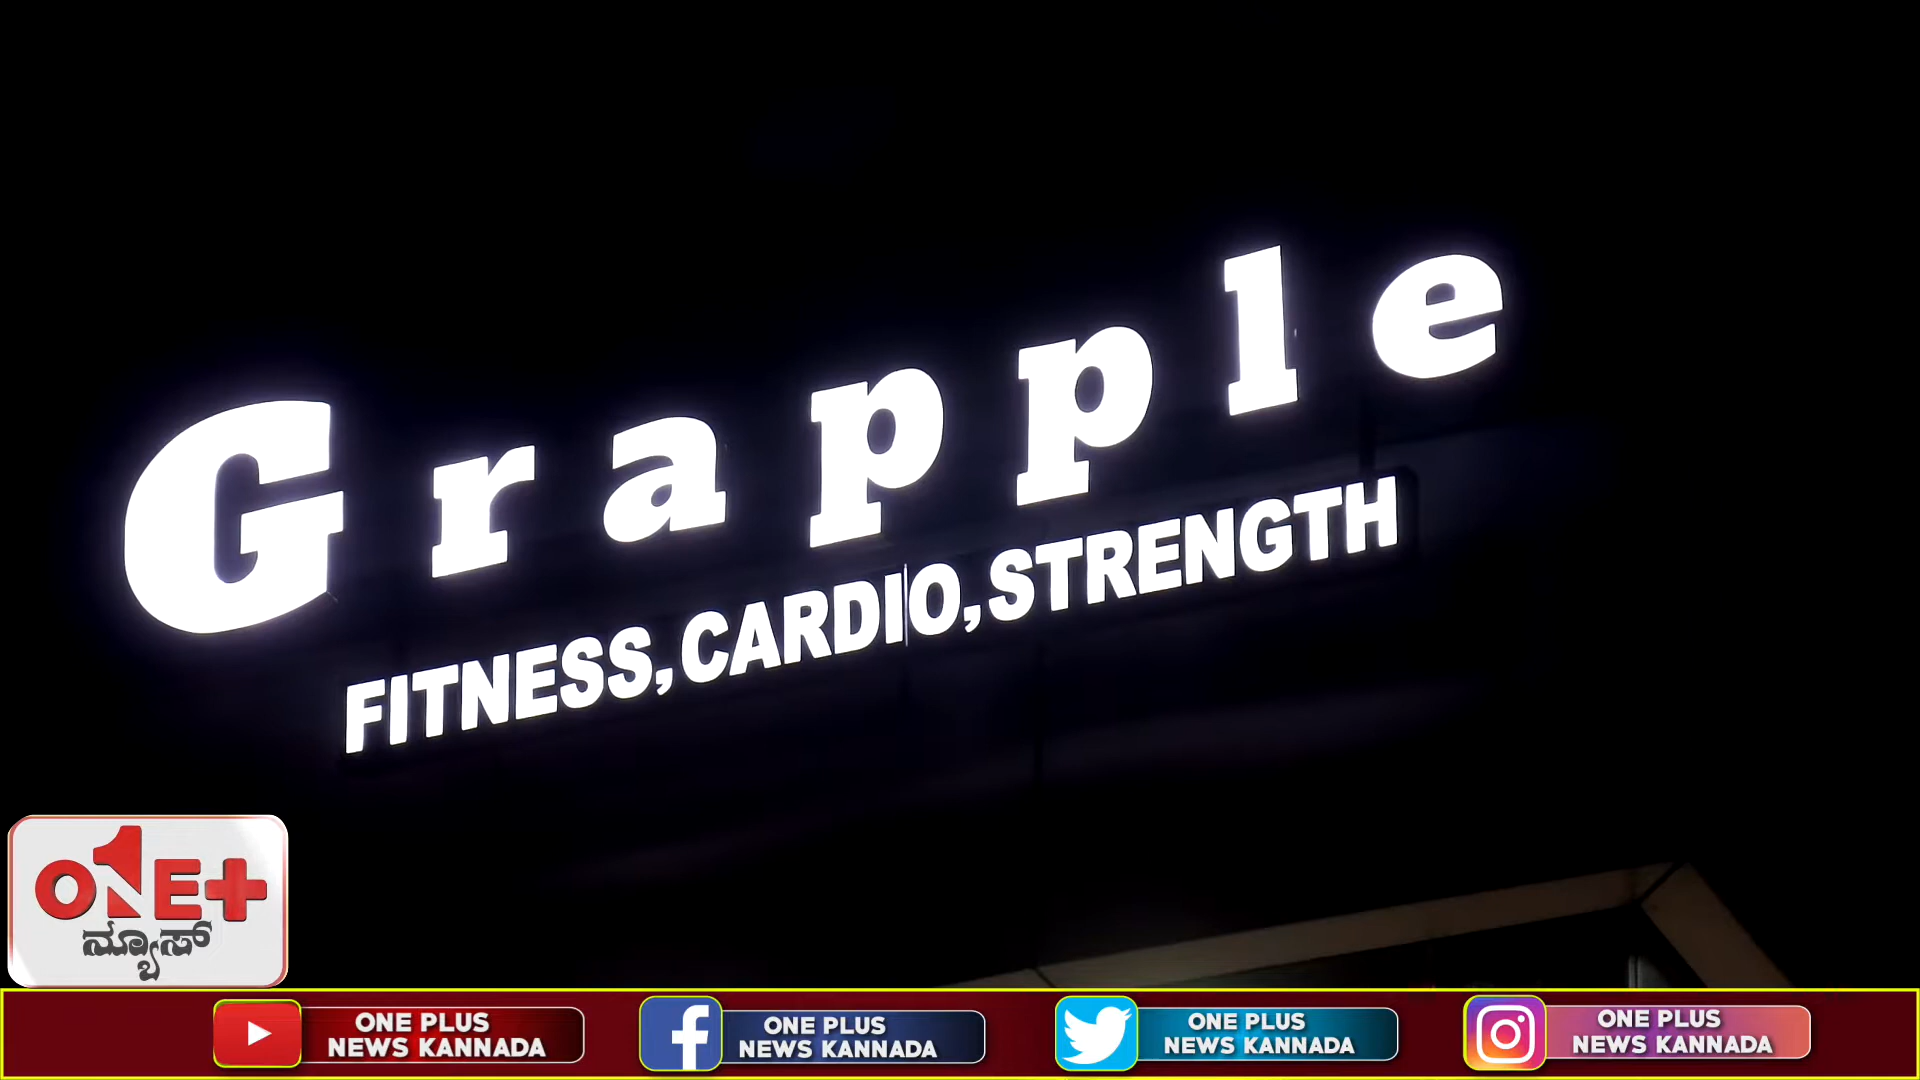 Grapple
FITNESS,CARDIO,STRENGTH
ONE+
ನ್ಯೂಸ್
ONE PLUS
NEWS KANNADA
ONE PLUS
NEWS KANNADA
ONE PLUS
NEWS KANNADA
ONE PLUS
NEWS KANNADA